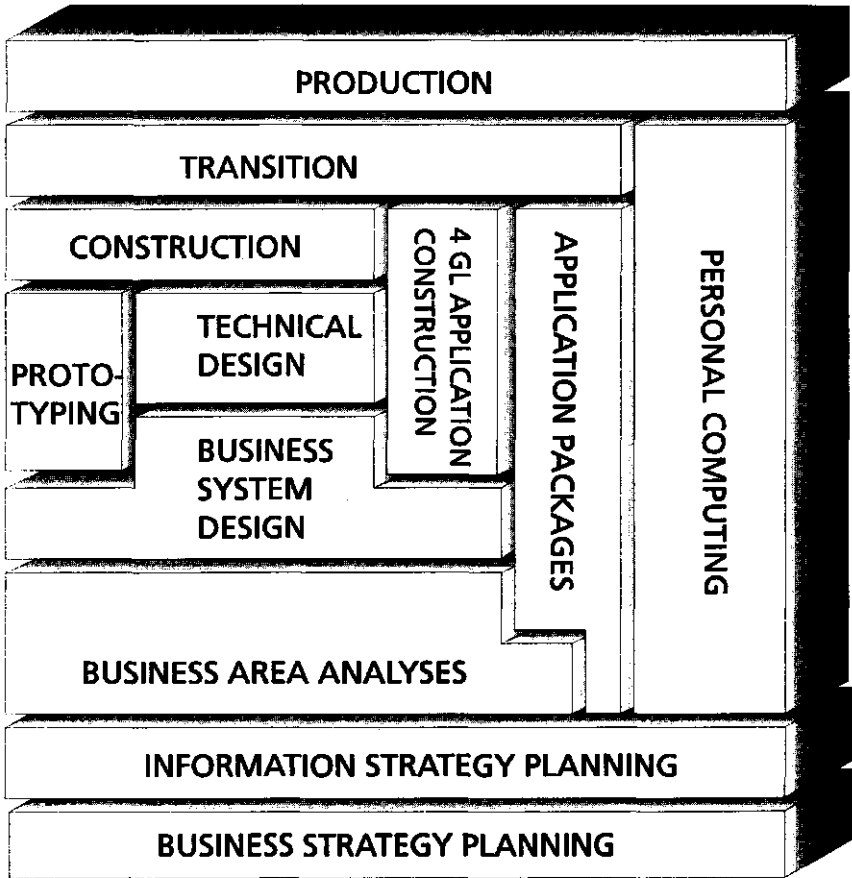 PRODUCTION
TRANSITION
CONSTRUCTION
4 GL APPLICATION
CONSTRUCTION
APPLICATION PACKAGES
PERSONAL COMPUTING
TECHNICAL
DESIGN
PROTO-
TYPING
BUSINESS
SYSTEM
DESIGN
BUSINESS AREA ANALYSES
INFORMATION STRATEGY PLANNING
BUSINESS STRATEGY PLANNING